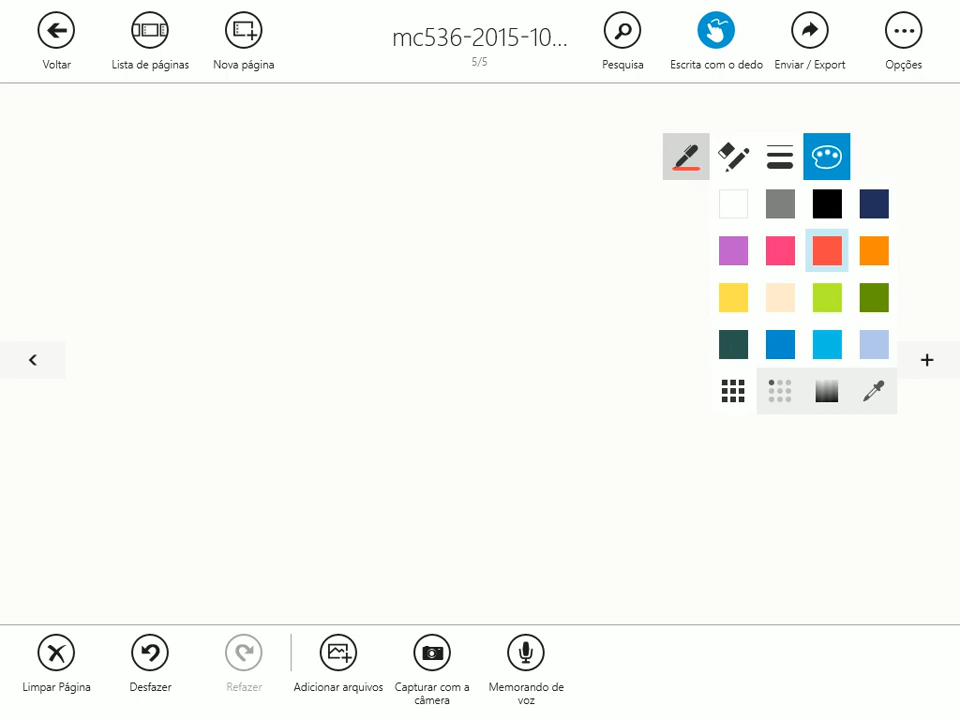 mc536-2015-10...
5/5
Voltar
Lista de páginas
Nova página
Pesquisa
Escrita com o dedo
Enviar / Export
Opções
Limpar Página
Desfazer
Refazer
Adicionar arquivos
Capturar com a
câmera
Memorando de
voz